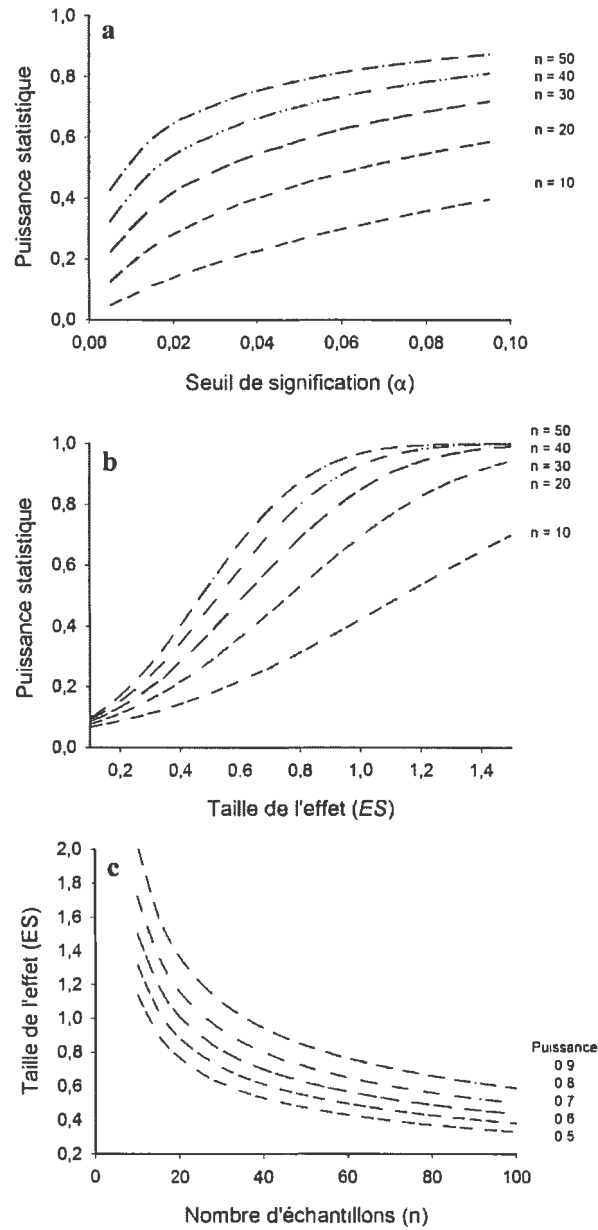 a
1,0
0,8
0,6
0,4
0,2
0,0
Puissance statistique
0,00 0,02 0,04 0,06 0,08 0,10
Seuil de signification (α)
n = 50
n = 40
n = 30
n = 20
n = 10
b
1,0
0,8
0,6
0,4
0,2
0,0
Puissance statistique
0,2 0,4 0,6 0,8 1,0 1,2 1,4
Taille de l'effet (ES)
n = 50
n = 40
n = 30
n = 20
n = 10
c
2,0
1,8
1,6
1,4
1,2
1,0
0,8
0,6
0,4
0,2
Taille de l'effet (ES)
0 20 40 60 80 100
Nombre d'échantillons (n)
Puissance
0 9
0 8
0 7
0 6
0 5